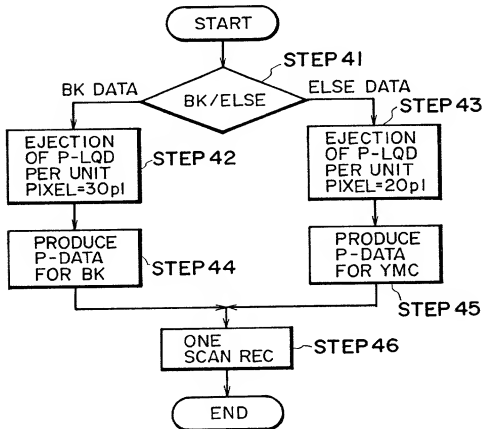 START
STEP 41
BK DATA
BK/ELSE
ELSE DATA
STEP 43
EJECTION
OF P-LQD
PER UNIT
PIXEL=30pl
STEP 42
EJECTION
OF P-LQD
PER UNIT
PIXEL=20pl
PRODUCE
P-DATA
FOR BK
STEP 44
PRODUCE
P-DATA
FOR YMC
STEP 45
ONE
SCAN REC
STEP 46
END